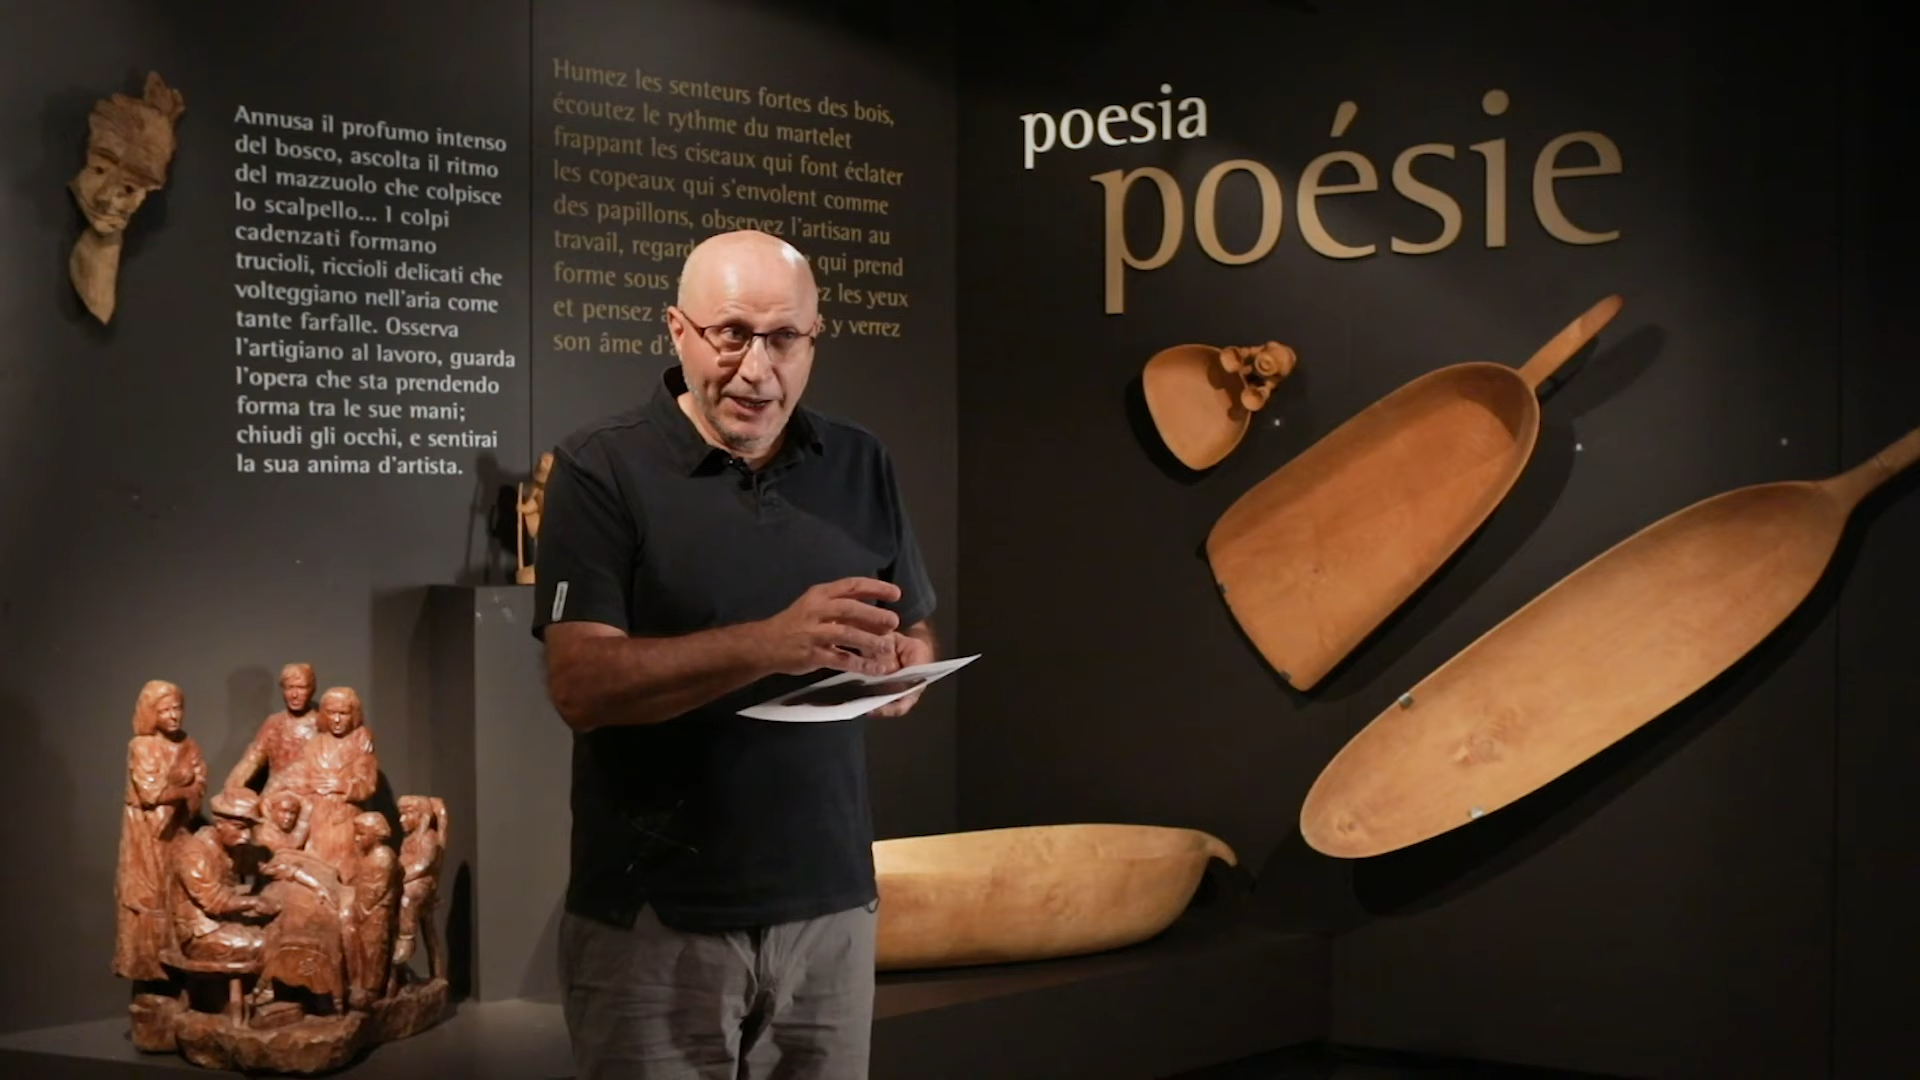 Annusa il profumo intenso
del bosco, ascolta il ritmo
del mazzuolo che colpisce
lo scalpello... I colpi
cadenzati formano
trucioli, riccioli delicati che
volteggiano nell'aria come
tante farfalle. Osserva
l'artigiano al lavoro, guarda
l'opera che sta prendendo
forma tra le sue mani;
chiudi gli occhi, e sentirai
la sua anima d'artista.
Humez les senteurs fortes des bois,
écoutez le rythme du martelet
frappant les ciseaux qui font éclater
les copeaux qui s'envolent comme
des papillons, observez l'artisan au
travail, qui prend
forme sous les yeux
et pensez y verrez
son âme
poesia
poésie